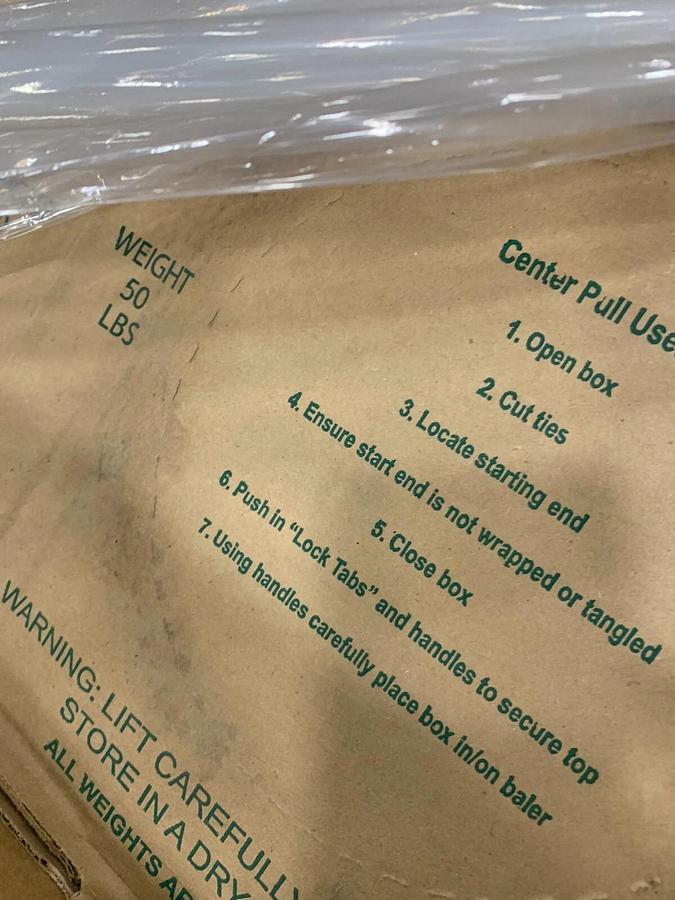 WEIGHT
50
LBS
Center Pull
1. Open box
2. Cut ties
3. Locate starting end
4. Ensure start end is not wrapped or tangled
5. Close box
6. Push in “Lock Tabs” and handles to secure top
7. Using handles carefully place box in/on baler
WARNING: LIFT CAREFULLY
STORE IN A DRY
ALL WEIGHTS